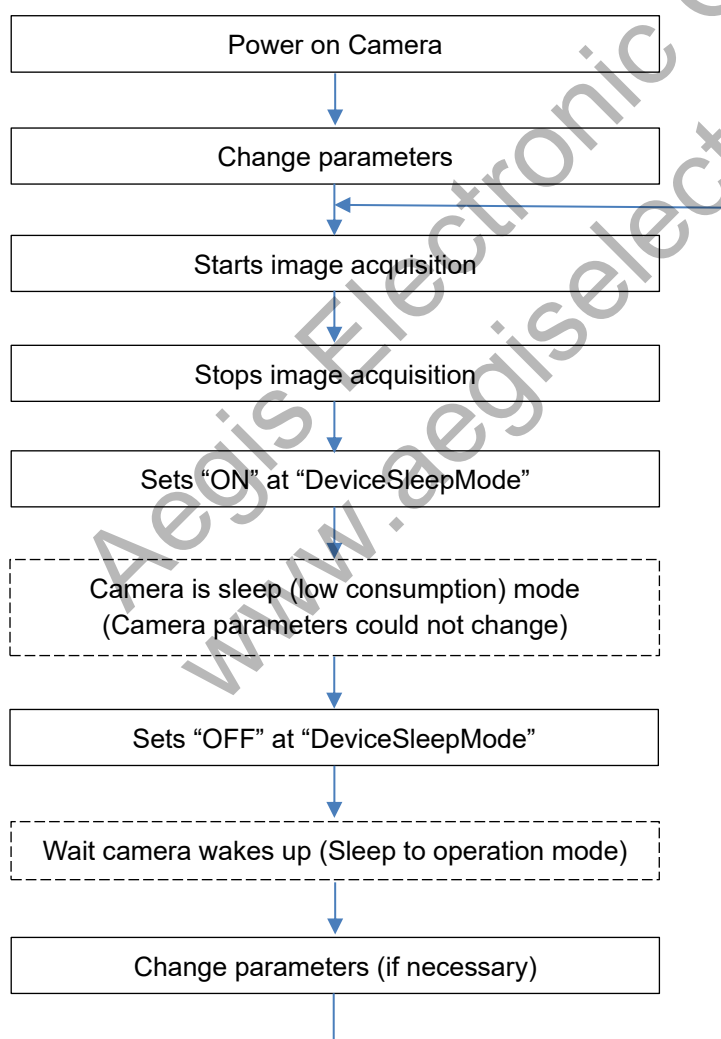 Power on Camera
Change parameters
Starts image acquisition
Stops image acquisition
Sets “ON” at “DeviceSleepMode”
Camera is sleep (low consumption) mode
(Camera parameters could not change)
Sets “OFF” at “DeviceSleepMode”
Wait camera wakes up (Sleep to operation mode)
Change parameters (if necessary)
Aegis Electronic
www.aegiselect